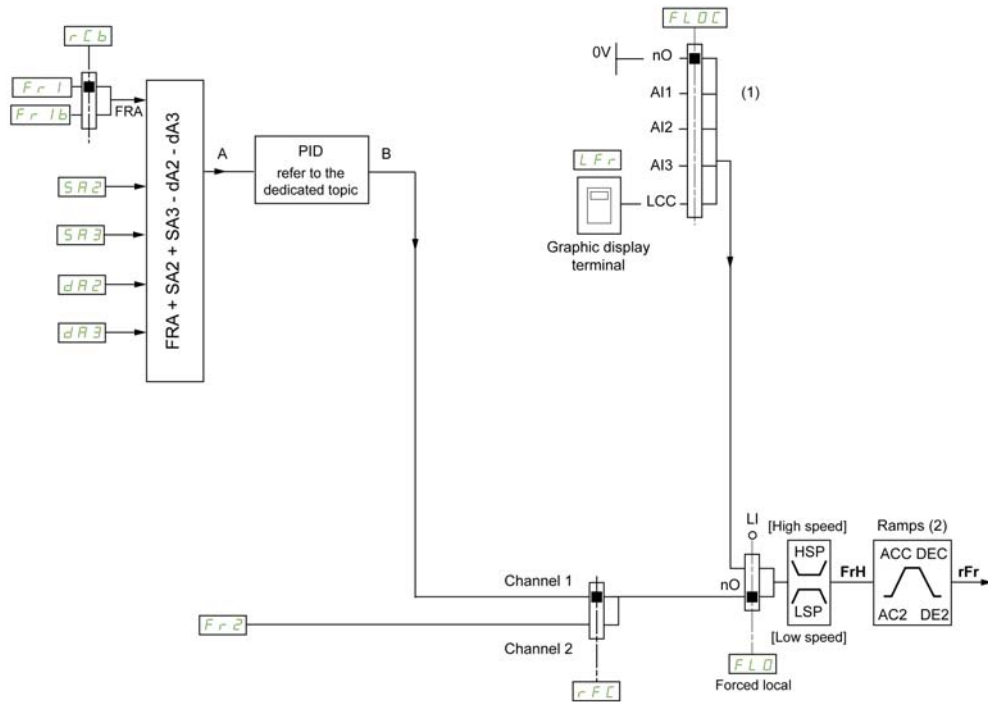 rCb
Fr1
Fr1b
FRA
SA2
SA3
dA2
dA3
FRA + SA2 + SA3 - dA2 - dA3
A
PID
refer to the
dedicated topic
B
FLOC
0V
nO
AI1
AI2
AI3
LCC
(1)
LFr
Graphic display
terminal
Channel 1
Fr2
Channel 2
rFC
LI
nO
FLO
Forced local
[High speed]
HSP
LSP
[Low speed]
FrH
Ramps (2)
ACC DEC
AC2 DE2
rFr